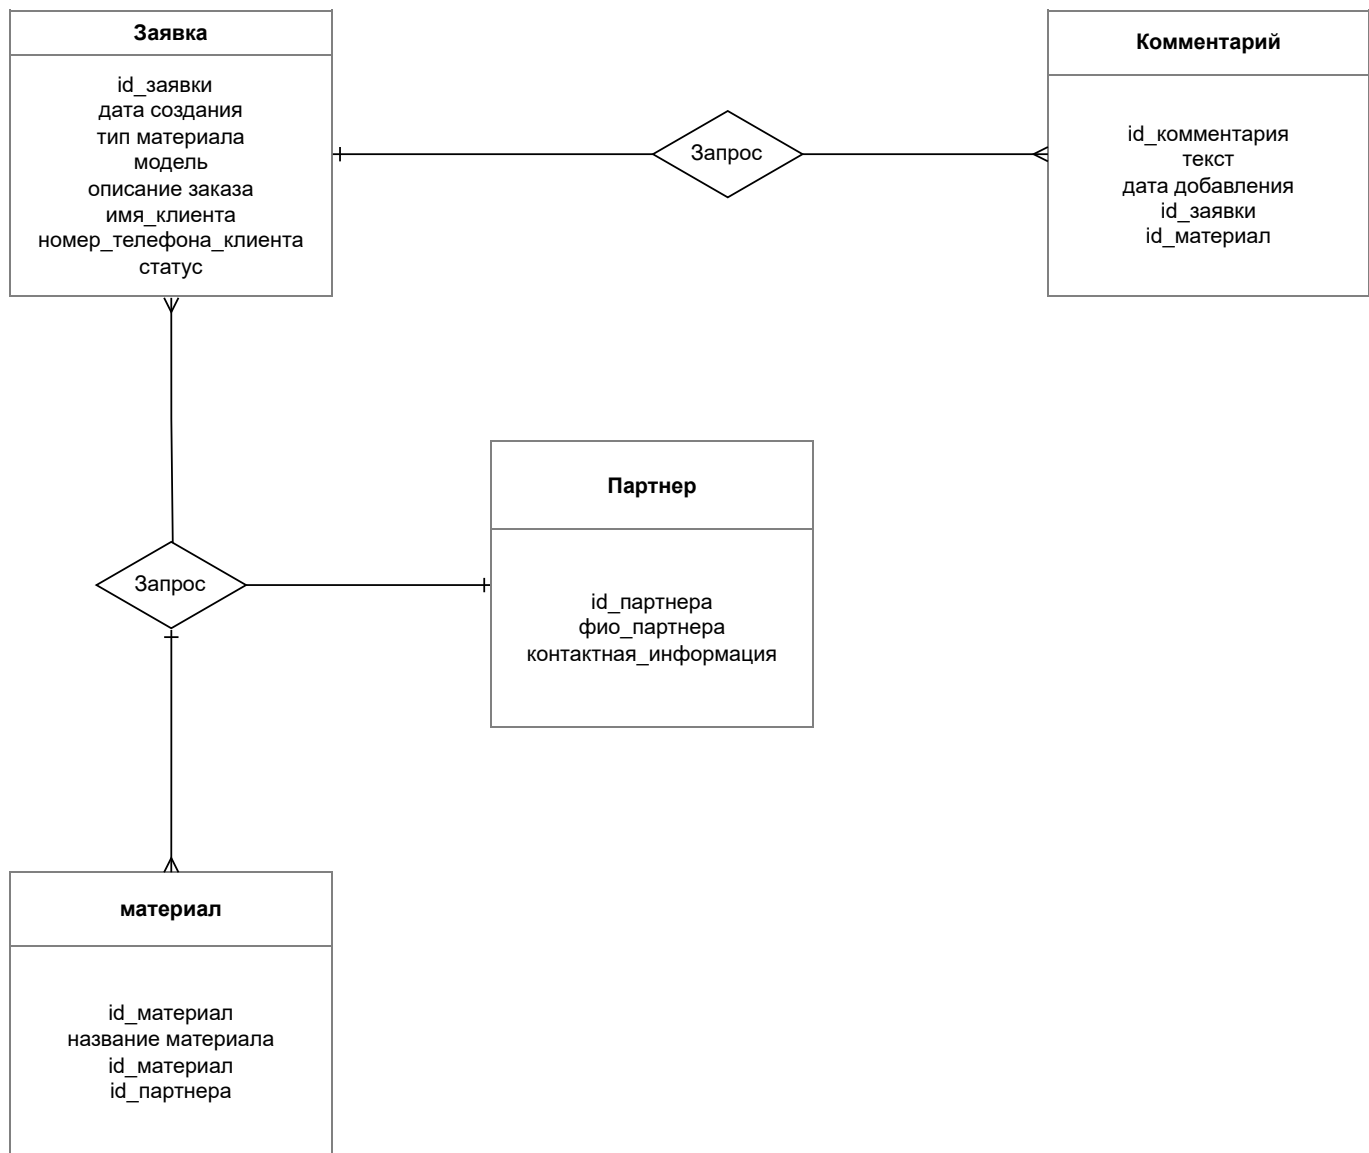 Заявка
id_заявки
дата создания
тип материала
модель
описание заказа
имя_клиента
номер_телефона_клиента
статус
Запрос
Комментарий
id_комментария
текст
дата добавления
id_заявки
id_материал
Партнер
id_партнера
фио_партнера
контактная_информация
Запрос
материал
id_материал
название материала
id_материал
id_партнера